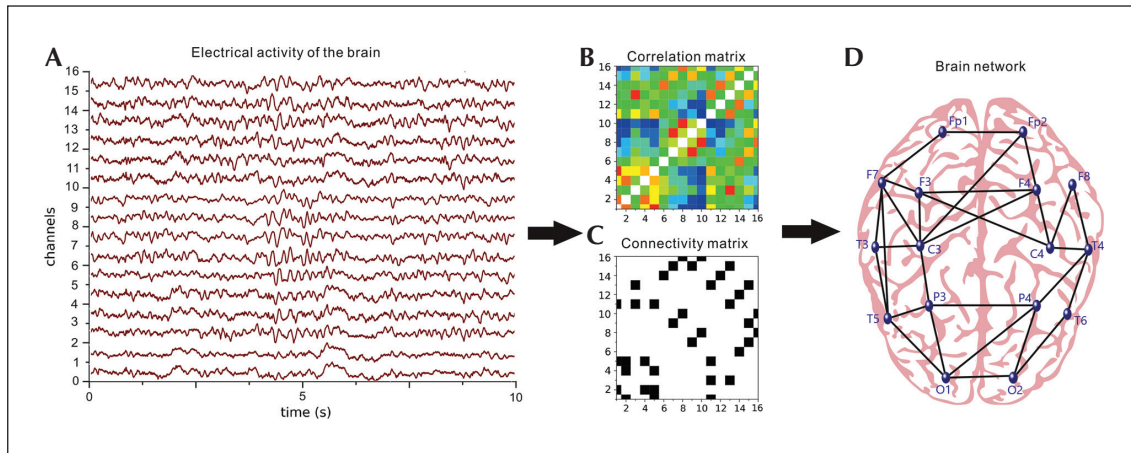 A
Electrical activity of the brain
16
15
14
13
12
11
10
9
8
7
6
5
4
3
2
1
0
channels
0
5
10
time (s)
B
Correlation matrix
16
14
12
10
8
6
4
2
2 4 6 8 10 12 14 16
C
Connectivity matrix
16
14
12
10
8
6
4
2
2 4 6 8 10 12 14 16
D
Brain network
Fp1 Fp2
F7 F3 F4 F8
T3 C3 C4 T4
T5 P3 P4 T6
O1 O2